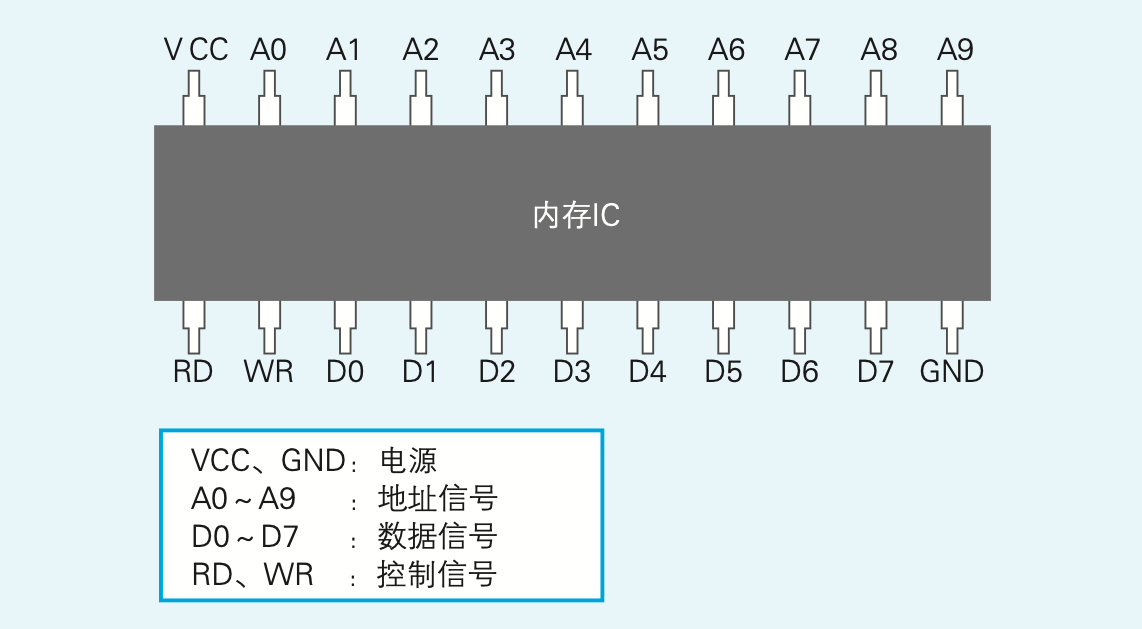 VCC A0 A1 A2 A3 A4 A5 A6 A7 A8 A9
内存IC
RD WR D0 D1 D2 D3 D4 D5 D6 D7 GND
VCC、GND：电源
A0～A9 ：地址信号
D0～D7 ：数据信号
RD、WR ：控制信号